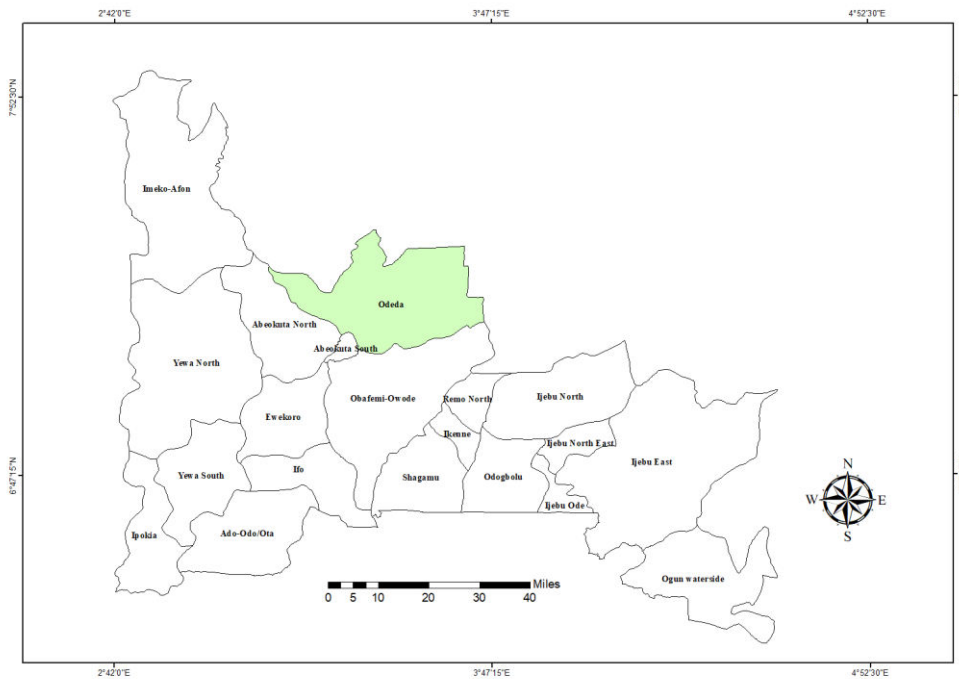 2°42'0"E
3°47'15"E
4°52'30"E
7°52'30"N
Imeko-Afon
Odeda
Abeokuta North
Abeokuta South
Yewa North
Obafemi-Owode
Remo North
Ijebu North
Ewekoro
Ikenne
Ijebu North East
Ijebu East
Ifo
Yewa South
Shagamu
Odogbolu
6°47'15"N
Ijebu Ode
N
W
E
S
Ipokia
Ado-Odo/Ota
Ogun waterside
Miles
0 5 10 20 30 40
2°42'0"E
3°47'15"E
4°52'30"E